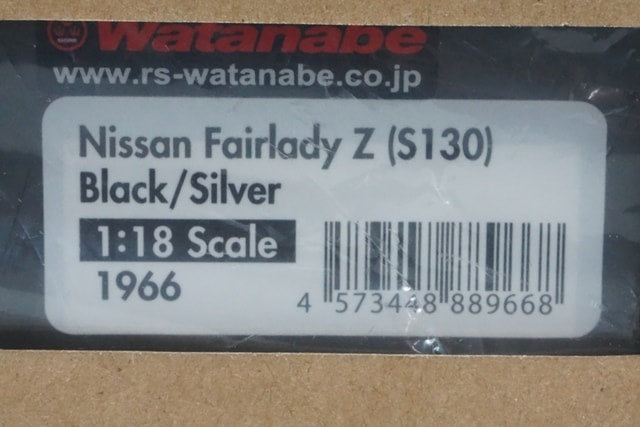 Watanabe
www.rs-watanabe.co.jp
Nissan Fairlady Z (S130)
Black/Silver
1:18 Scale
1966
4 573448 889668